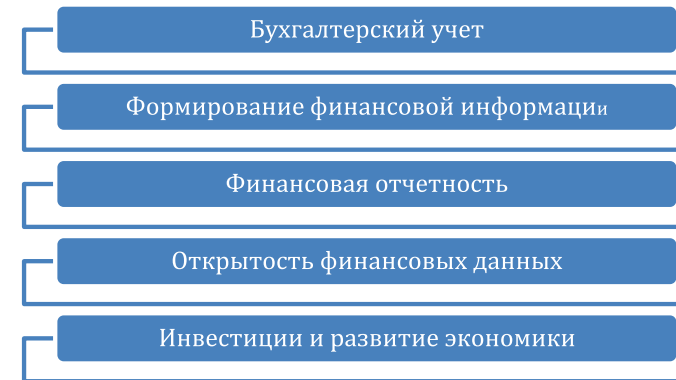 Бухгалтерский учет
Формирование финансовой информации
Финансовая отчетность
Открытость финансовых данных
Инвестиции и развитие экономики